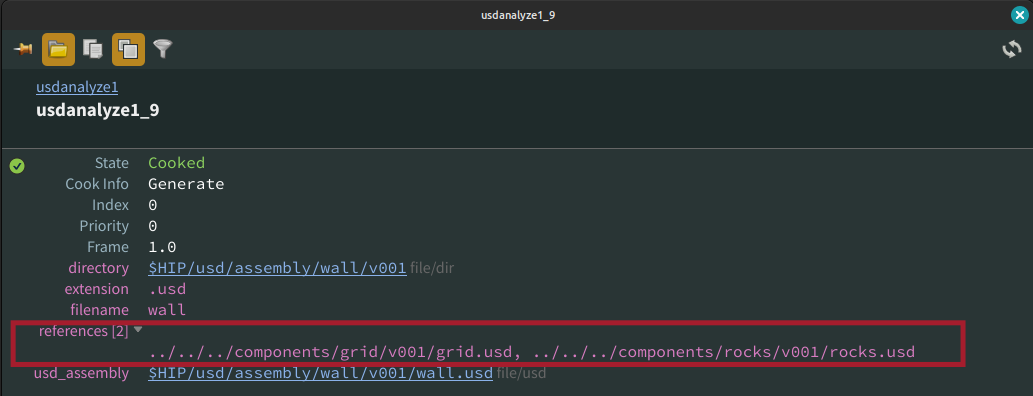 usdanalyze1_9
usdanalyze1
usdanalyze1_9
State Cooked
Cook Info Generate
Index 0
Priority 0
Frame 1.0
directory $HIP/usd/assembly/wall/v001 file/dir
extension .usd
filename wall
references [2]
../../../components/grid/v001/grid.usd, ../../../components/rocks/v001/rocks.usd
usd_assembly $HIP/usd/assembly/wall/v001/wall.usd file/usd